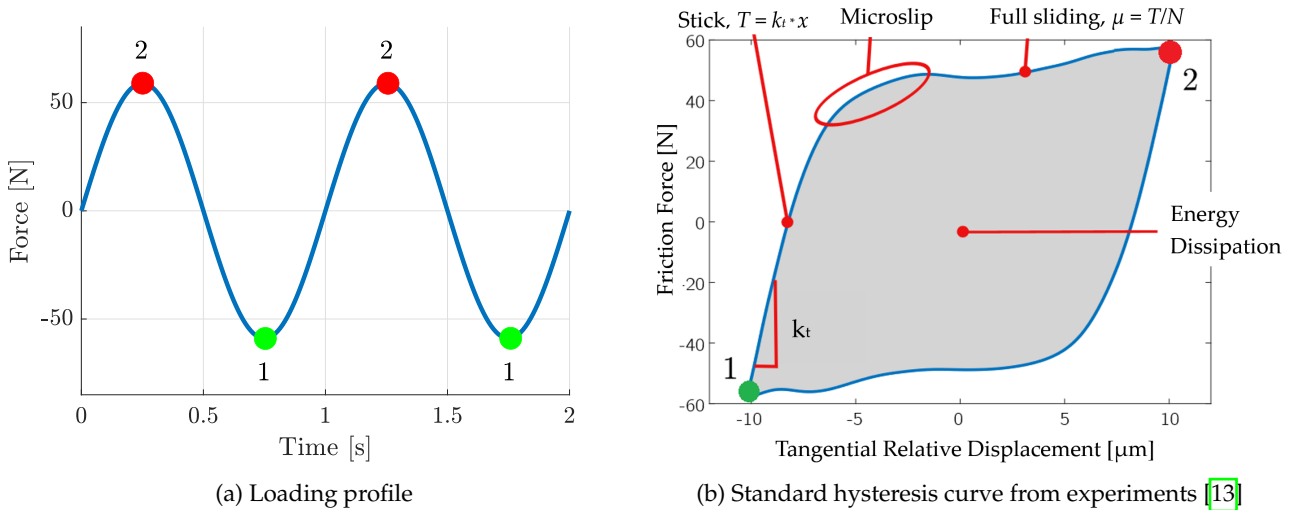 2
2
50
0
-50
Force [N]
1
1
0
0.5
1
1.5
2
Time [s]
(a) Loading profile
Stick, T = kt * x
Microslip
Full sliding, μ = T/N
60
40
20
0
-20
-40
-60
Friction Force [N]
2
Energy
Dissipation
kt
1
-10
-5
0
5
10
Tangential Relative Displacement [μm]
(b) Standard hysteresis curve from experiments [13]